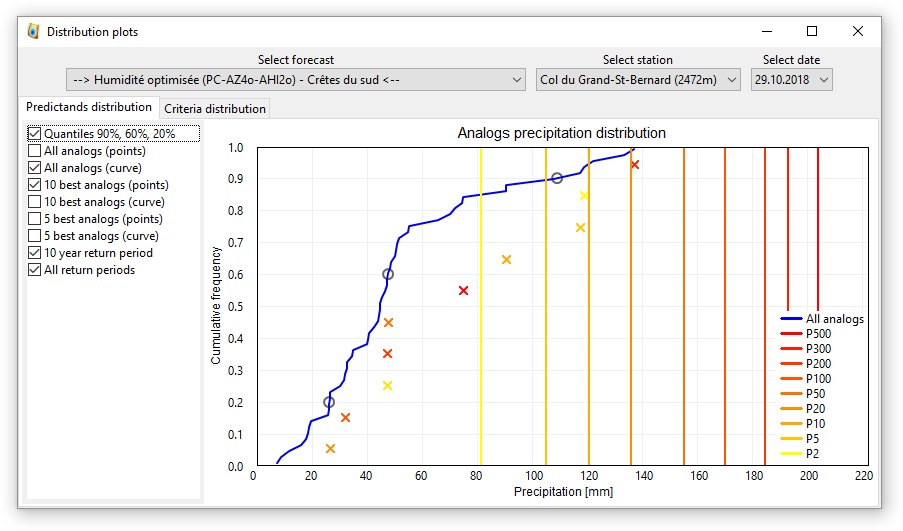 Distribution plots
Select forecast
Select station
Select date
--> Humidité optimisée (PC-AZ4o-AHI2o) - Crêtes du sud <--
Col du Grand-St-Bernard (2472m)
29.10.2018
Predictands distribution
Criteria distribution
Quantiles 90%, 60%, 20%
All analogs (points)
All analogs (curve)
10 best analogs (points)
10 best analogs (curve)
5 best analogs (points)
5 best analogs (curve)
10 year return period
All return periods
Analogs precipitation distribution
Cumulative frequency
1.0
0.9
0.8
0.7
0.6
0.5
0.4
0.3
0.2
0.1
0.0
0 20 40 60 80 100 120 140 160 180 200 220
Precipitation [mm]
All analogs
P500
P300
P200
P100
P50
P20
P10
P5
P2